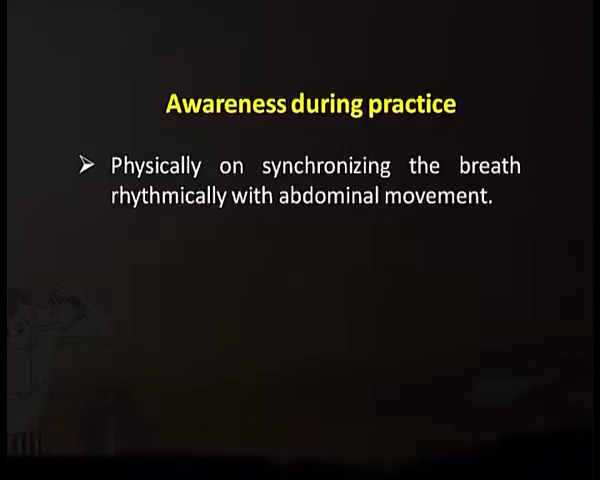 Awareness during practice
➢ Physically on synchronizing the breath
rhythmically with abdominal movement.